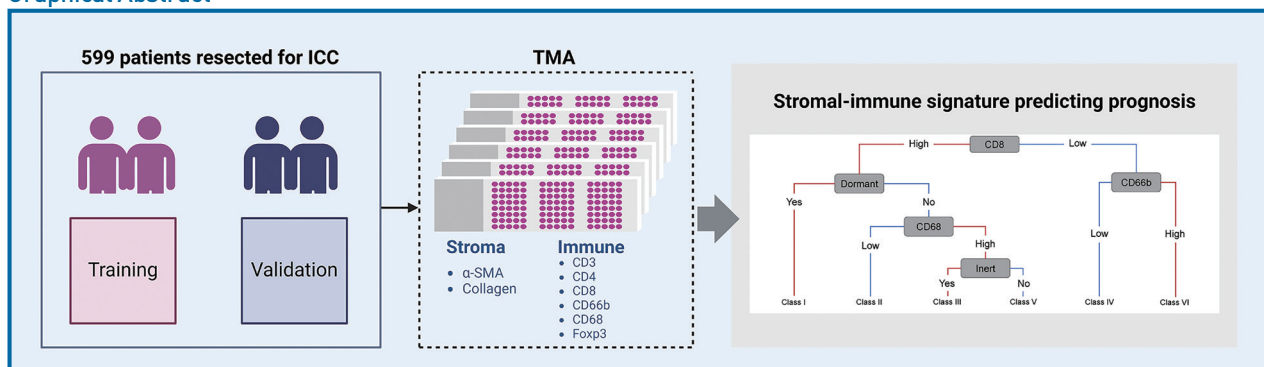 Graphical Abstract
599 patients resected for ICC
Training
Validation
TMA
Stroma
• α-SMA
• Collagen
Immune
• CD3
• CD4
• CD8
• CD66b
• CD68
• Foxp3
Stromal-immune signature predicting prognosis
High
CD8
Low
Dormant
CD66b
Yes
No
CD68
Low
High
Low
High
Inert
Yes
No
Class I
Class II
Class III
Class V
Class IV
Class VI